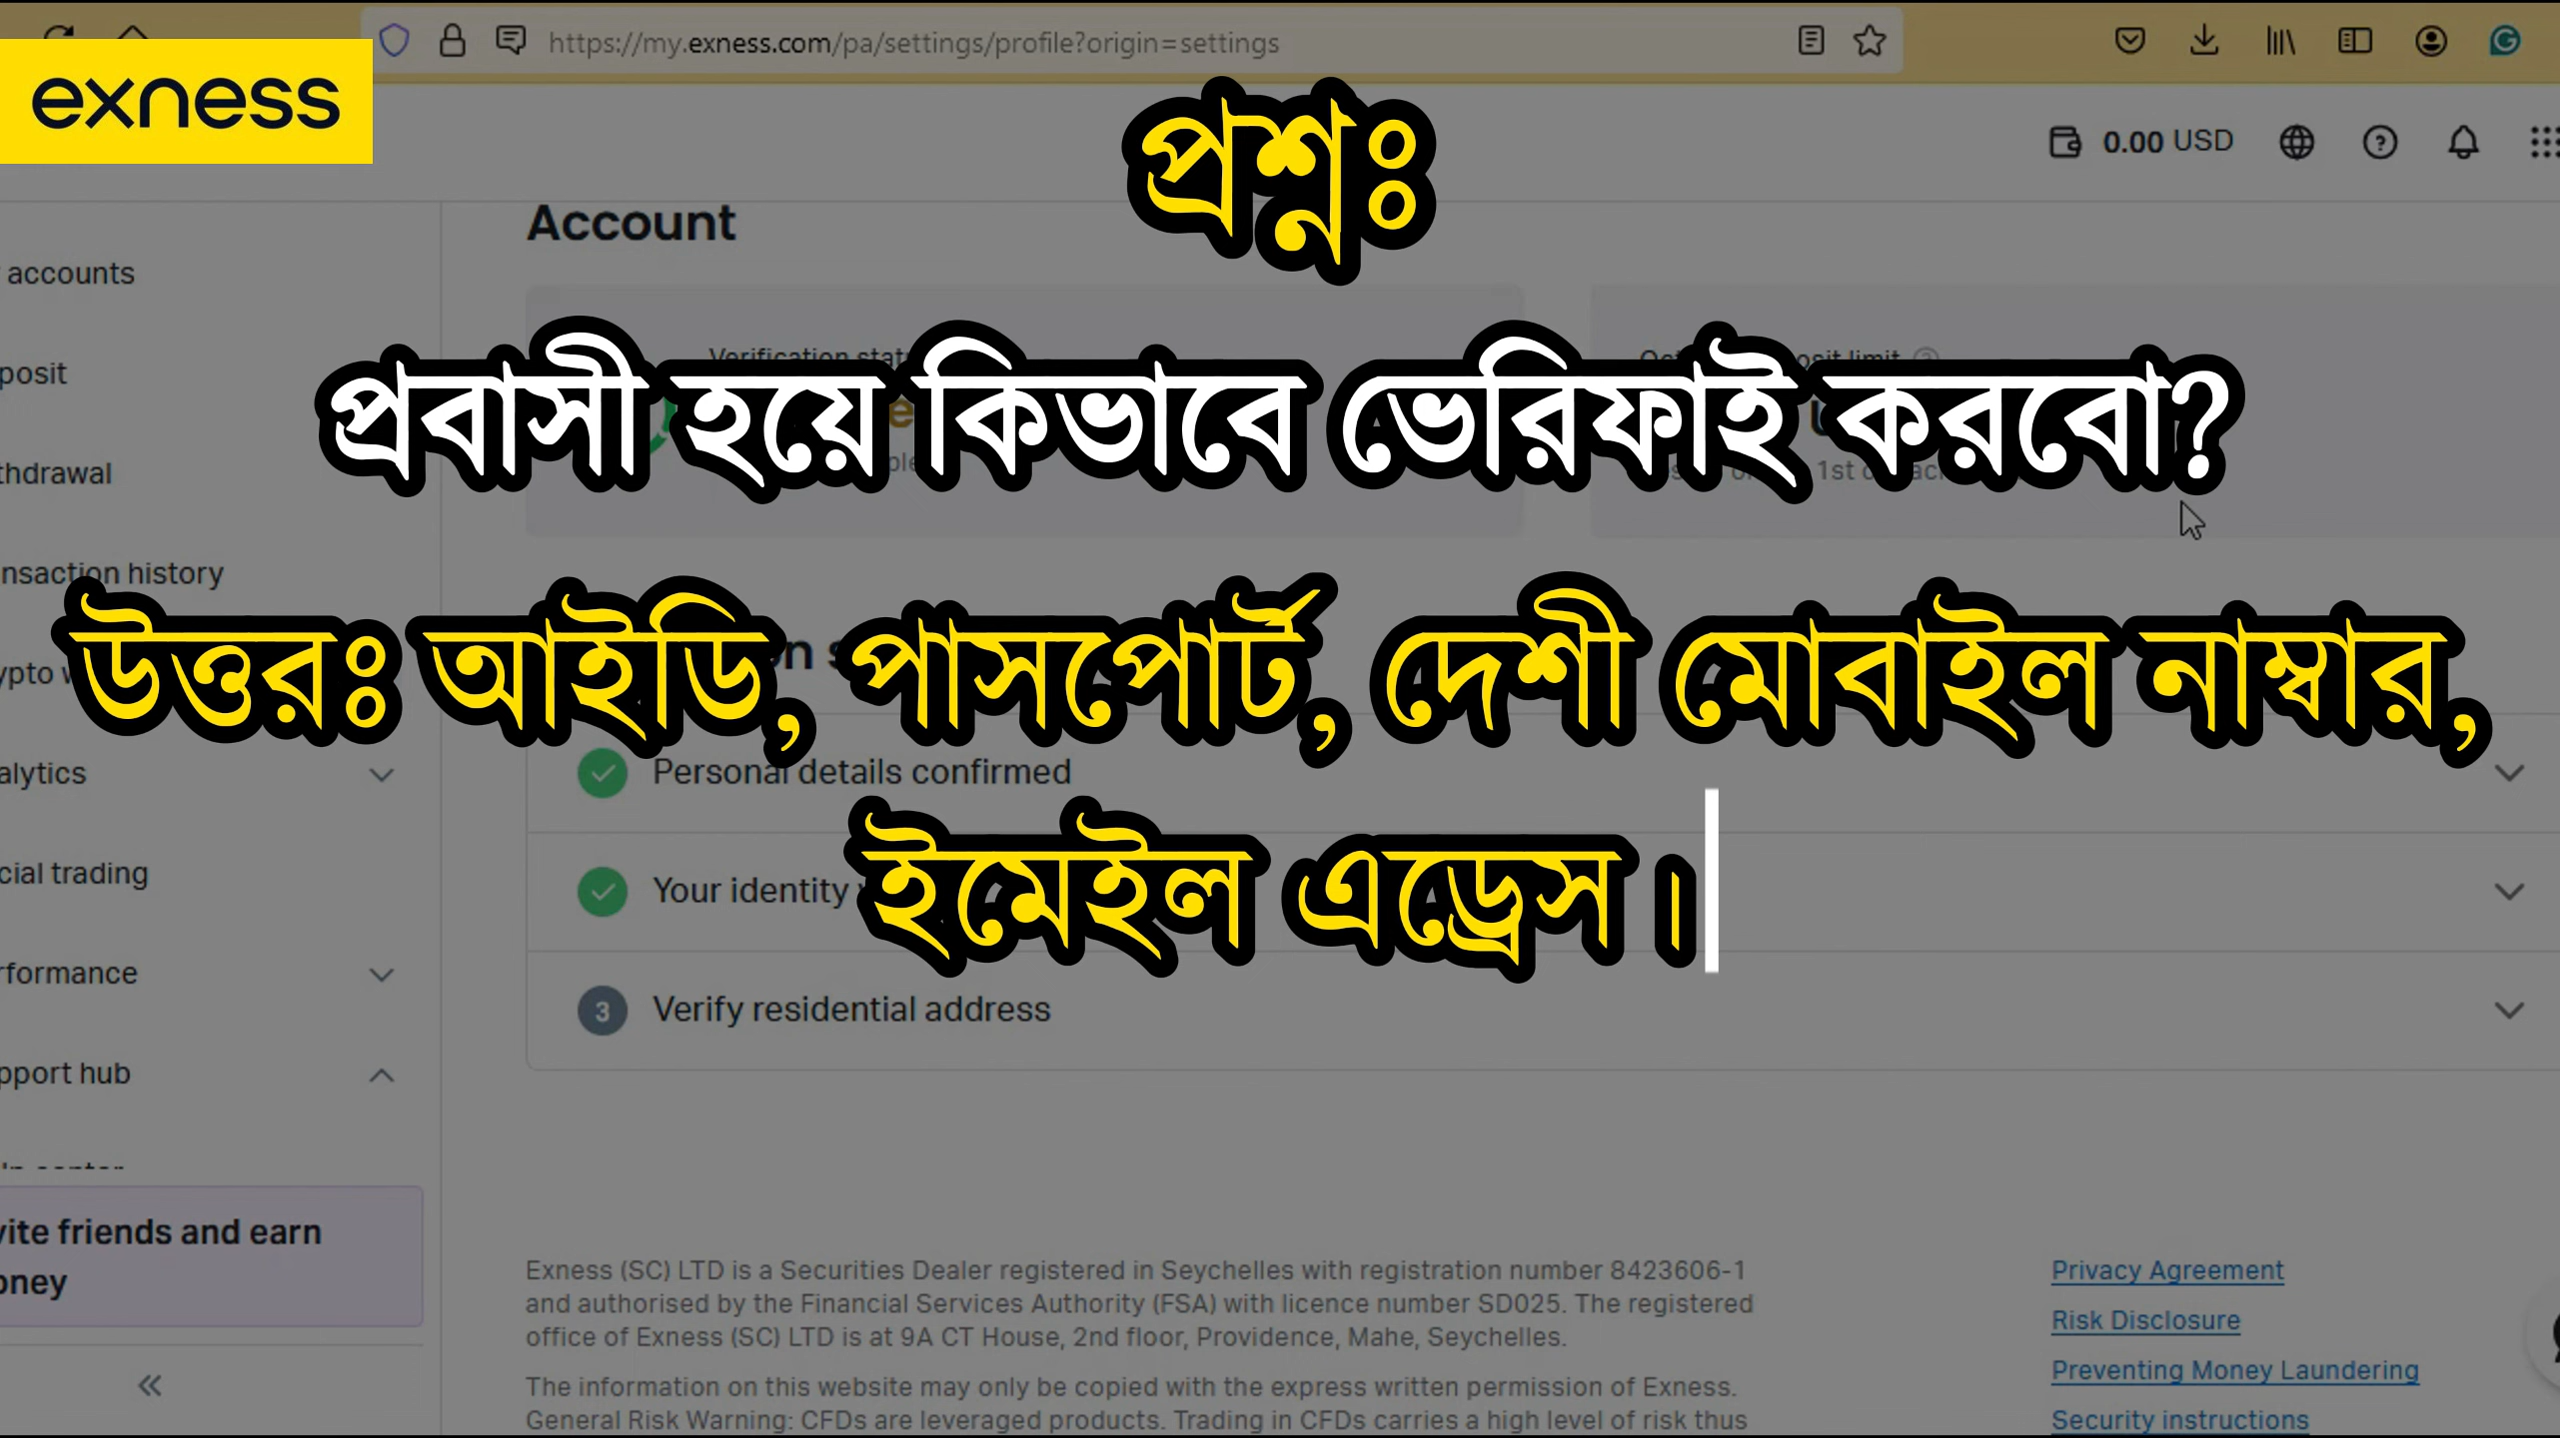 https://my.exness.com/pa/settings/profile?origin=settings
exness
প্রশ্নঃ
0.00 USD
Account
accounts
প্রবাসী হয়ে কিভাবে ভেরিফাই করবো?
posit
thdrawal
1st
nsaction history
উত্তরঃ আইডি, পাসপোর্ট, দেশী মোবাইল নাম্বার,
ypto
alytics
Personal details confirmed
ইমেইল এড্রেস।
cial trading
Your identity
rformance
3 Verify residential address
pport hub
vite friends and earn
oney
Exness (SC) LTD is a Securities Dealer registered in Seychelles with registration number 8423606-1
and authorised by the Financial Services Authority (FSA) with licence number SD025. The registered
office of Exness (SC) LTD is at 9A CT House, 2nd floor, Providence, Mahe, Seychelles.
The information on this website may only be copied with the express written permission of Exness.
General Risk Warning: CFDs are leveraged products. Trading in CFDs carries a high level of risk thus
Privacy Agreement
Risk Disclosure
Preventing Money Laundering
Security instructions